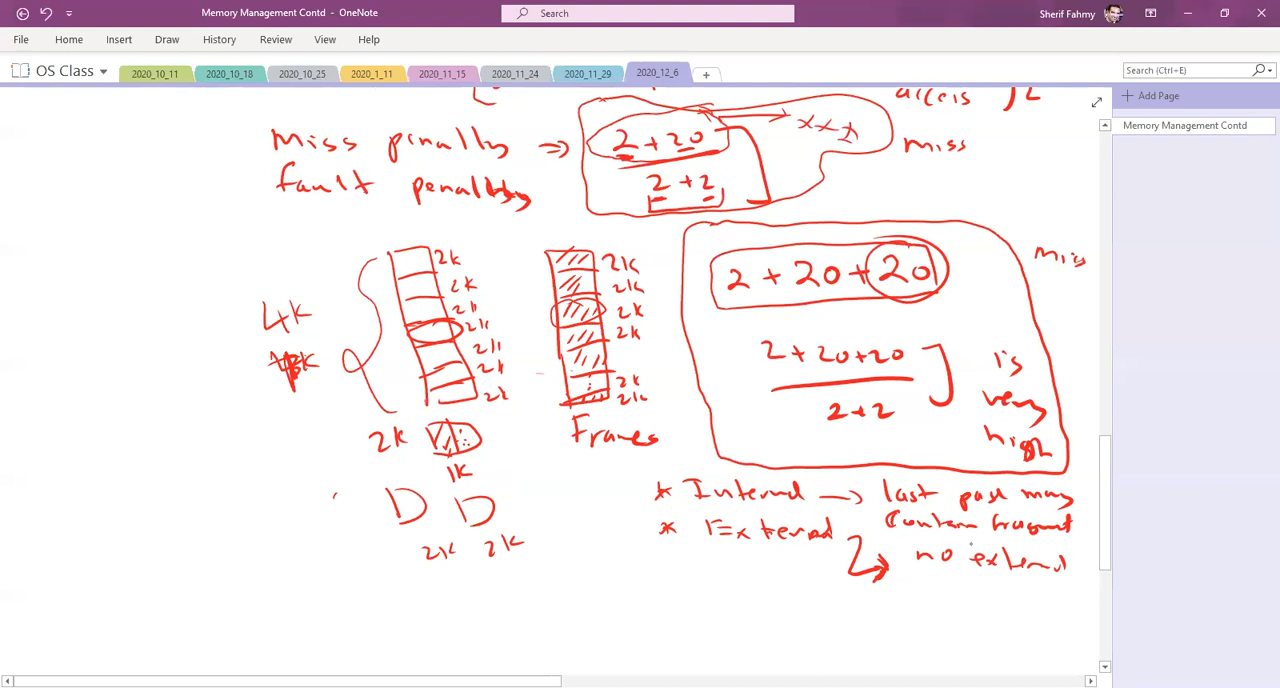 Memory Management Contd - OneNote
Search
Sherif Fahmy
File Home Insert Draw History Review View Help
OS Class
2020_10_11 2020_10_18 2020_10_25 2020_1_11 2020_11_15 2020_11_24 2020_11_29 2020_12_6 +
Search (Ctrl+E)
+ Add Page
Memory Management Contd
access
Miss penalty ⇒ 2 + 20
miss
fault penalty
2 + 2
2 + 20 + 20
Miss
2 + 20 + 20
2 + 2
is
very
high
4k
2k
2k
2k
2k
2k
2k
2k
2k
2k
2k
2k
2k
2k
Frames
2k
1k
2k 2k
* Internal → last page may
contain fragment
* External
no external